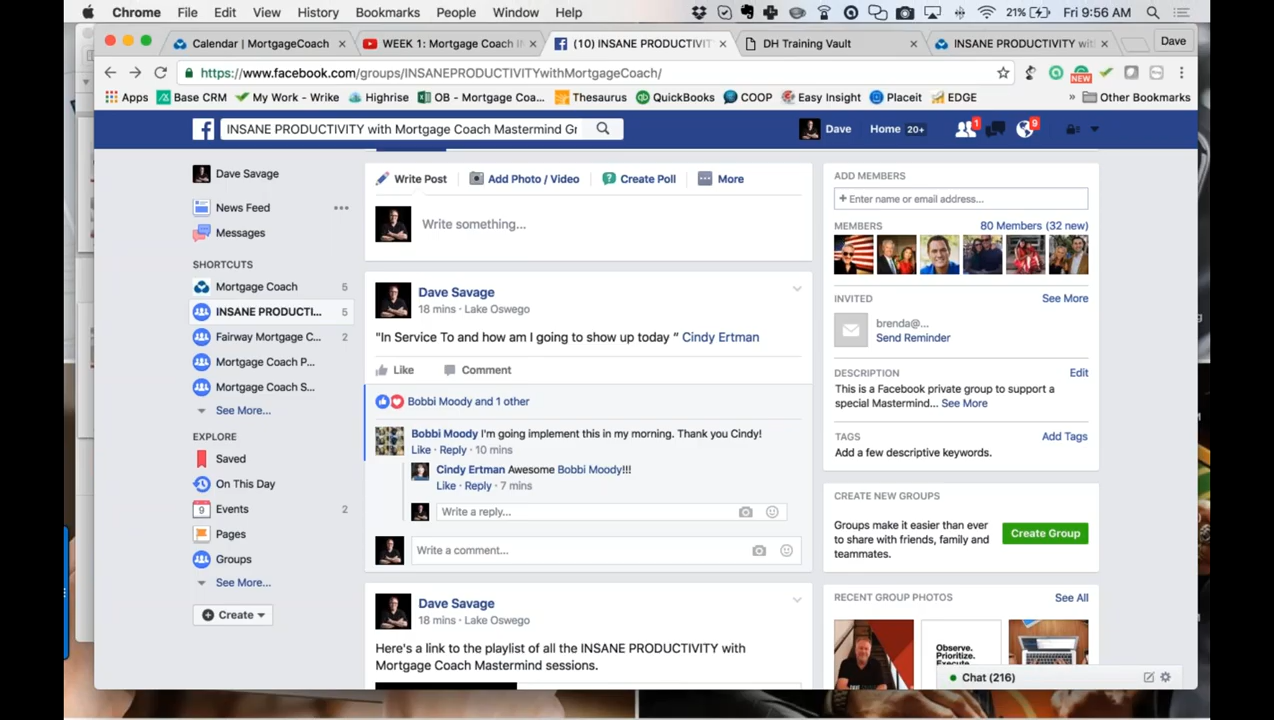 Chrome File Edit View History Bookmarks People Window Help 21% Fri 9:56 AM
Calendar | MortgageCoach
WEEK 1: Mortgage Coach IN
(10) INSANE PRODUCTIVIT
DH Training Vault
INSANE PRODUCTIVITY wit
Dave
https://www.facebook.com/groups/INSANEPRODUCTIVITYwithMortgageCoach/
NEW
Apps Base CRM My Work - Wrike Highrise OB - Mortgage Coa... Thesaurus QuickBooks COOP Easy Insight Placeit EDGE » Other Bookmarks
INSANE PRODUCTIVITY with Mortgage Coach Mastermind Gr
Dave Home 20+ 1 9
Dave Savage
News Feed
Messages
SHORTCUTS
Mortgage Coach 5
INSANE PRODUCTI... 5
Fairway Mortgage C... 2
Mortgage Coach P...
Mortgage Coach S...
See More...
EXPLORE
Saved
On This Day
9 Events 2
Pages
Groups
See More...
Create
Write Post Add Photo / Video Create Poll More
Write something...
Dave Savage
18 mins · Lake Oswego
"In Service To and how am I going to show up today “ Cindy Ertman
Like Comment
Bobbi Moody and 1 other
Bobbi Moody I'm going implement this in my morning. Thank you Cindy!
Like · Reply · 10 mins
Cindy Ertman Awesome Bobbi Moody!!!
Like · Reply · 7 mins
Write a reply...
Write a comment...
Dave Savage
18 mins · Lake Oswego
Here's a link to the playlist of all the INSANE PRODUCTIVITY with
Mortgage Coach Mastermind sessions.
ADD MEMBERS
+ Enter name or email address...
MEMBERS 80 Members (32 new)
INVITED See More
brenda@...
Send Reminder
DESCRIPTION Edit
This is a Facebook private group to support a
special Mastermind... See More
TAGS Add Tags
Add a few descriptive keywords.
CREATE NEW GROUPS
Groups make it easier than ever
to share with friends, family and
teammates.
Create Group
RECENT GROUP PHOTOS See All
Observe.
Prioritize.
Execute
Chat (216)